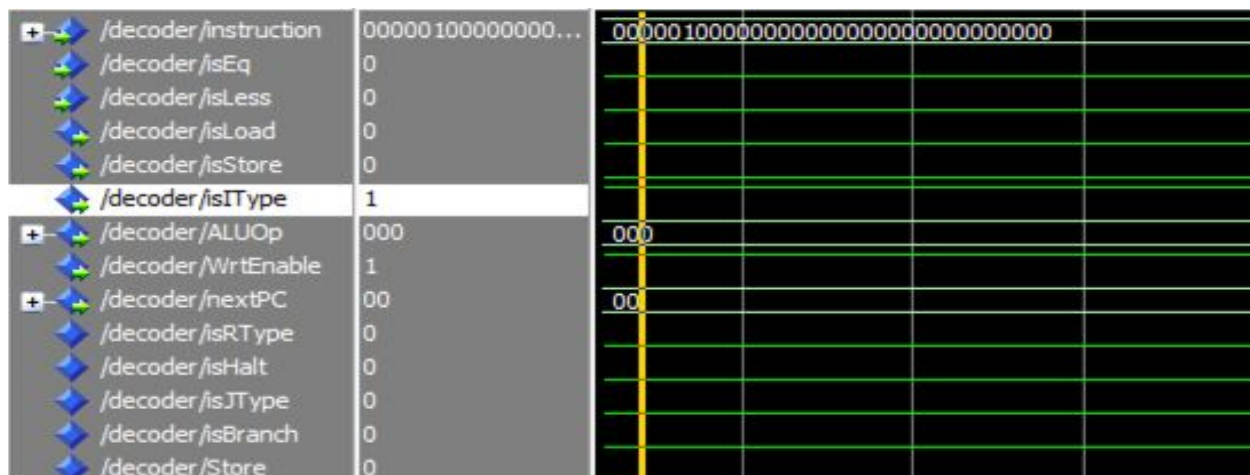 /decoder/instruction 00000100000000... 00000100000000000000000000000000
/decoder/isEq 0
/decoder/isLess 0
/decoder/isLoad 0
/decoder/isStore 0
/decoder/isIType 1
/decoder/ALUOp 000 000
/decoder/WrtEnable 1
/decoder/nextPC 00 00
/decoder/isRType 0
/decoder/isHalt 0
/decoder/isJType 0
/decoder/isBranch 0
/decoder/Store 0